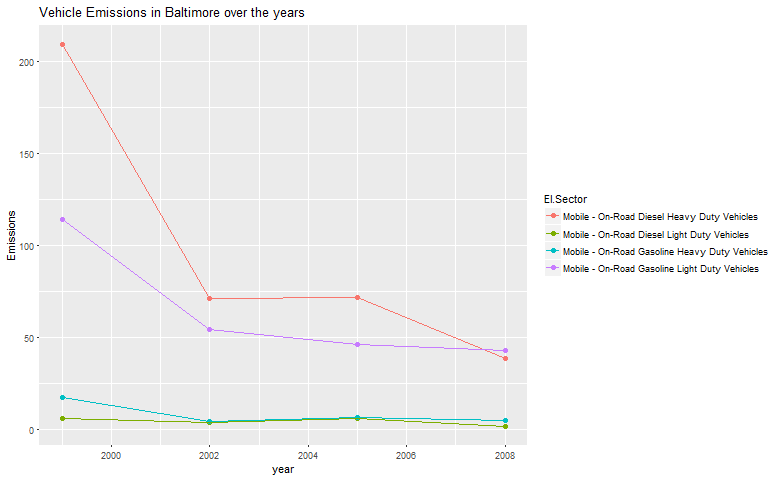 Vehicle Emissions in Baltimore over the years
200
150
100
50
0
Emissions
2000
2002
2004
2006
2008
year
EI.Sector
Mobile - On-Road Diesel Heavy Duty Vehicles
Mobile - On-Road Diesel Light Duty Vehicles
Mobile - On-Road Gasoline Heavy Duty Vehicles
Mobile - On-Road Gasoline Light Duty Vehicles